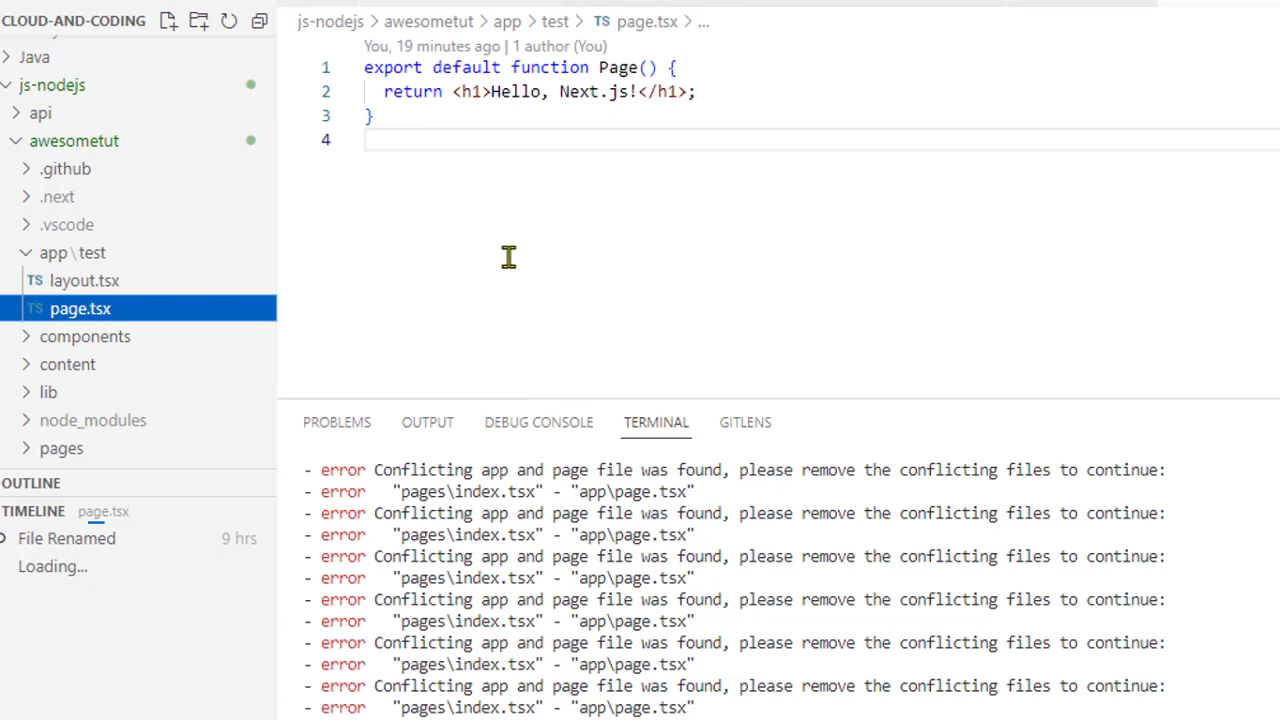 CLOUD-AND-CODING
Java
js-nodejs
api
awesometut
.github
.next
.vscode
app\test
TS layout.tsx
TS page.tsx
components
content
lib
node_modules
pages
OUTLINE
TIMELINE page.tsx
File Renamed 9 hrs
Loading...
js-nodejs > awesometut > app > test > TS page.tsx > ...
You, 19 minutes ago | 1 author (You)
1 export default function Page() {
2 return <h1>Hello, Next.js!</h1>;
3 }
4
PROBLEMS OUTPUT DEBUG CONSOLE TERMINAL GITLENS
- error Conflicting app and page file was found, please remove the conflicting files to continue:
- error "pages\index.tsx" - "app\page.tsx"
- error Conflicting app and page file was found, please remove the conflicting files to continue:
- error "pages\index.tsx" - "app\page.tsx"
- error Conflicting app and page file was found, please remove the conflicting files to continue:
- error "pages\index.tsx" - "app\page.tsx"
- error Conflicting app and page file was found, please remove the conflicting files to continue:
- error "pages\index.tsx" - "app\page.tsx"
- error Conflicting app and page file was found, please remove the conflicting files to continue:
- error "pages\index.tsx" - "app\page.tsx"
- error Conflicting app and page file was found, please remove the conflicting files to continue:
- error "pages\index.tsx" - "app\page.tsx"